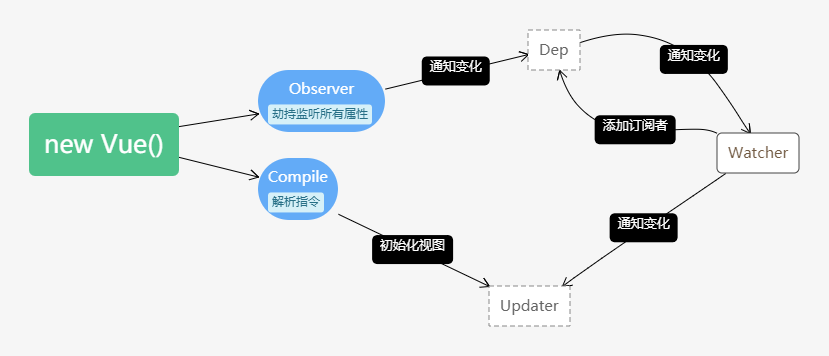 Dep
通知变化
通知变化
Observer
劫持监听所有属性
new Vue()
添加订阅者
Watcher
Compile
解析指令
通知变化
初始化视图
Updater